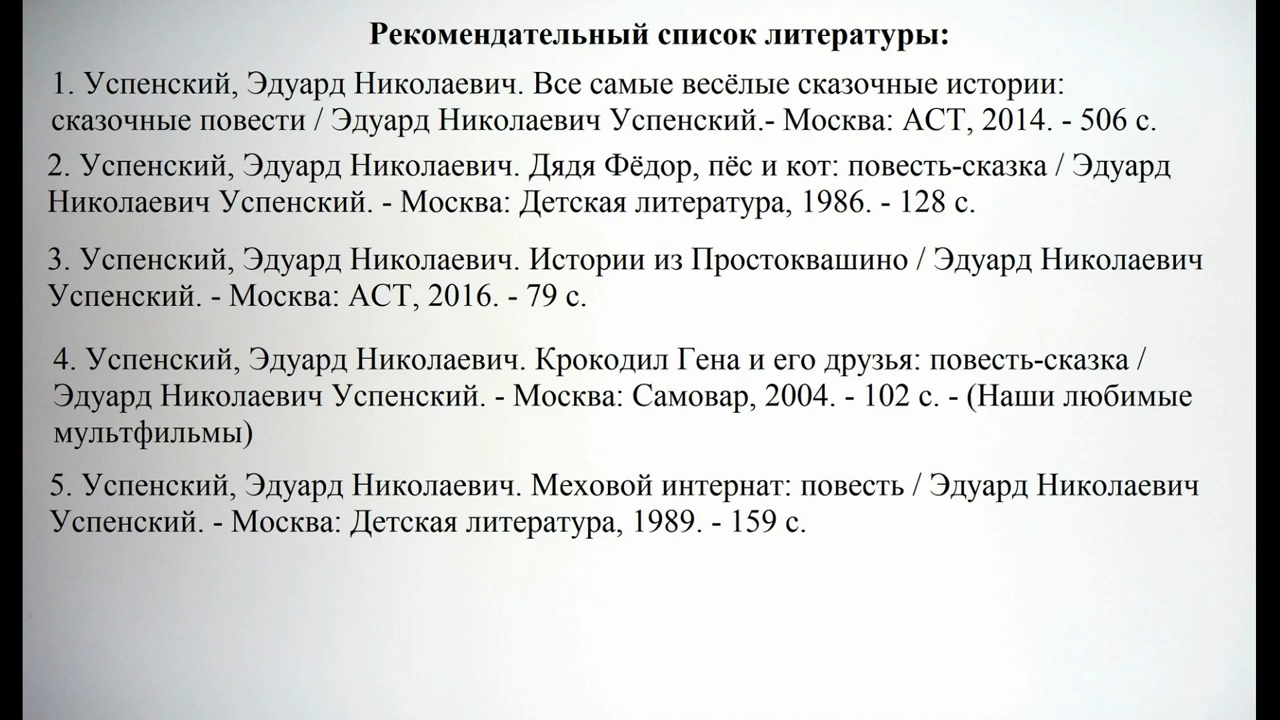 Рекомендательный список литературы:
1. Успенский, Эдуард Николаевич. Все самые весёлые сказочные истории:
сказочные повести / Эдуард Николаевич Успенский.- Москва: АСТ, 2014. - 506 с.
2. Успенский, Эдуард Николаевич. Дядя Фёдор, пёс и кот: повесть-сказка / Эдуард
Николаевич Успенский. - Москва: Детская литература, 1986. - 128 с.
3. Успенский, Эдуард Николаевич. Истории из Простоквашино / Эдуард Николаевич
Успенский. - Москва: АСТ, 2016. - 79 с.
4. Успенский, Эдуард Николаевич. Крокодил Гена и его друзья: повесть-сказка /
Эдуард Николаевич Успенский. - Москва: Самовар, 2004. - 102 с. - (Наши любимые
мультфильмы)
5. Успенский, Эдуард Николаевич. Меховой интернат: повесть / Эдуард Николаевич
Успенский. - Москва: Детская литература, 1989. - 159 с.